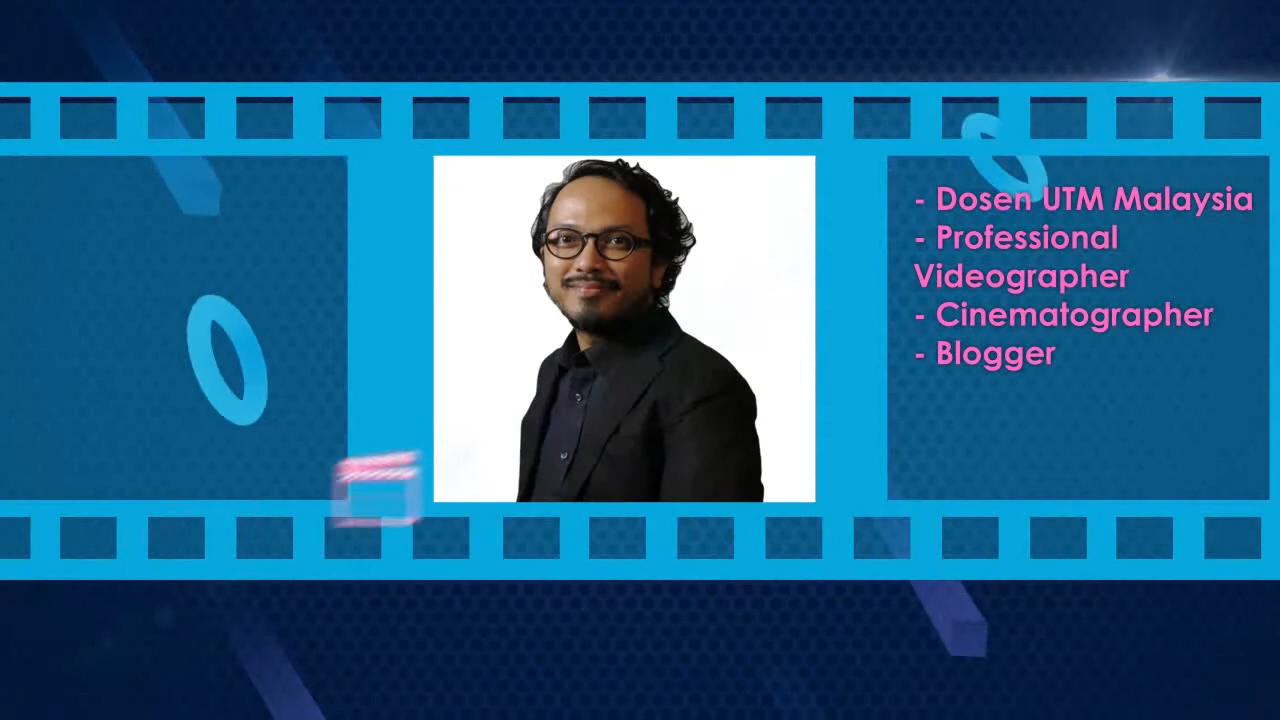 - Dosen UTM Malaysia
- Professional
Videographer
- Cinematographer
- Blogger